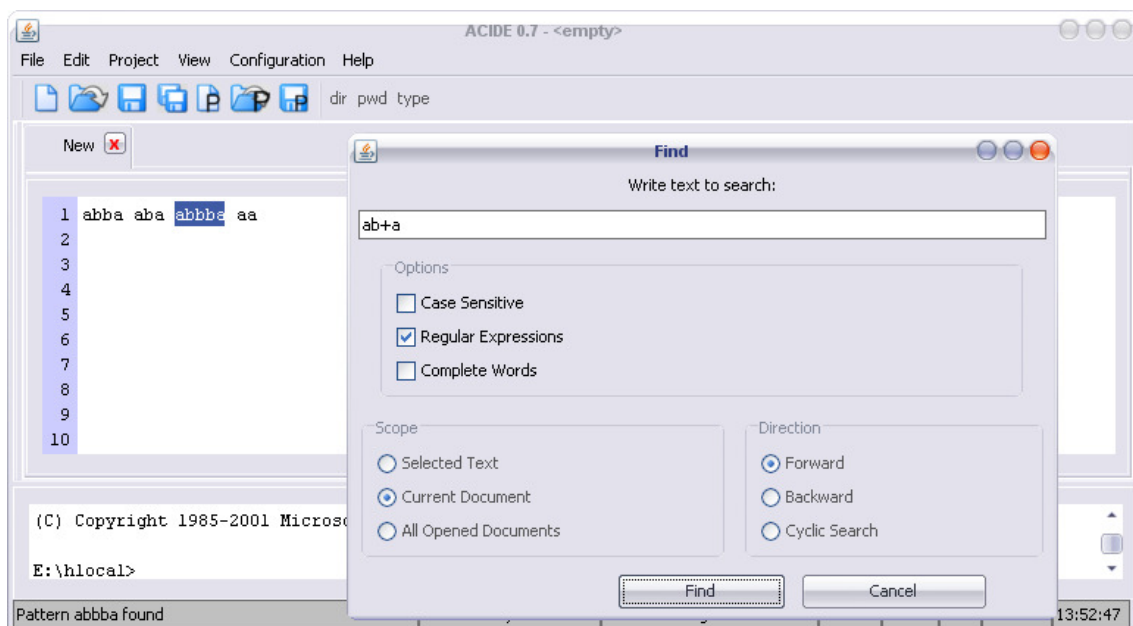 ACIDE 0.7 - <empty>
File Edit Project View Configuration Help
dir pwd type
New
1 abba aba abbba aa
2
3
4
5
6
7
8
9
10
(C) Copyright 1985-2001
E:\hlocal>
Pattern abbba found
13:52:47
Find
Write text to search:
ab+a
Options
Case Sensitive
Regular Expressions
Complete Words
Scope
Selected Text
Current Document
All Opened Documents
Direction
Forward
Backward
Cyclic Search
Find Cancel